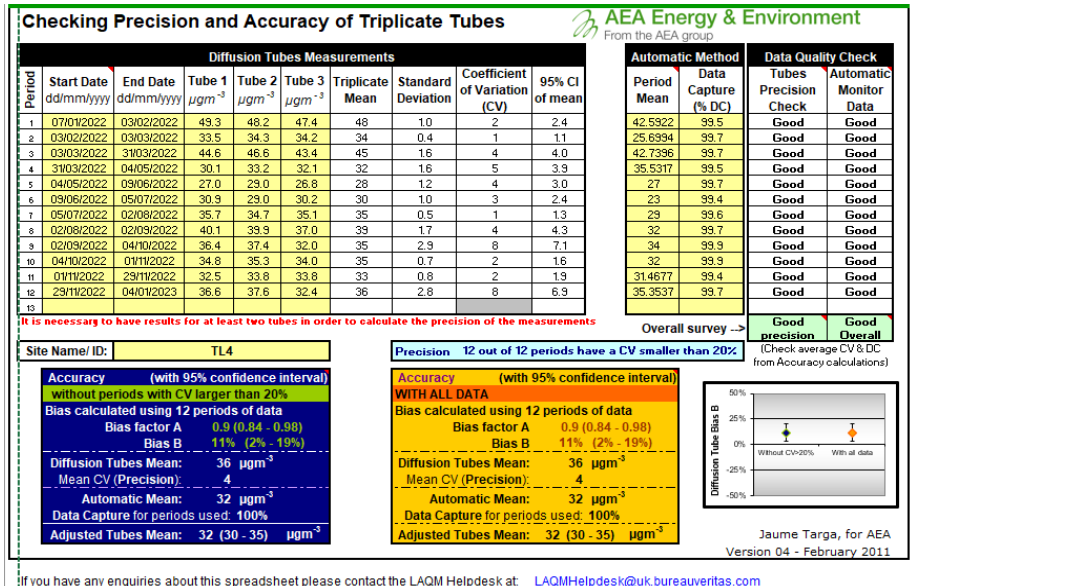 Checking Precision and Accuracy of Triplicate Tubes
AEA Energy & Environment
From the AEA group
Diffusion Tubes Measurements Automatic Method Data Quality Check
Period Start Date dd/mm/yyyy End Date dd/mm/yyyy Tube 1 µgm-3 Tube 2 µgm-3 Tube 3 µgm-3 Triplicate Mean Standard Deviation Coefficient of Variation (CV) 95% CI of mean Period Mean Data Capture (% DC) Tubes Precision Check Automatic Monitor Data
1 07/01/2022 03/02/2022 49.3 48.2 47.4 48 1.0 2 2.4 42.5922 99.5 Good Good
2 03/02/2022 03/03/2022 33.5 34.3 34.2 34 0.4 1 1.1 25.6994 99.7 Good Good
3 03/03/2022 31/03/2022 44.6 46.6 43.4 45 1.6 4 4.0 42.7396 99.7 Good Good
4 31/03/2022 04/05/2022 30.1 33.2 32.1 32 1.6 5 3.9 35.5317 99.5 Good Good
5 04/05/2022 09/06/2022 27.0 29.0 26.8 28 1.2 4 3.0 27 99.7 Good Good
6 09/06/2022 05/07/2022 30.9 29.0 30.2 30 1.0 3 2.4 23 99.4 Good Good
7 05/07/2022 02/08/2022 35.7 34.7 35.1 35 0.5 1 1.3 29 99.6 Good Good
8 02/08/2022 02/09/2022 40.1 39.9 37.0 39 1.7 4 4.3 32 99.7 Good Good
9 02/09/2022 04/10/2022 36.4 37.4 32.0 35 2.9 8 7.1 34 99.9 Good Good
10 04/10/2022 01/11/2022 34.8 35.3 34.0 35 0.7 2 1.6 32 99.9 Good Good
11 01/11/2022 29/11/2022 32.5 33.8 33.8 33 0.8 2 1.9 31.4677 99.4 Good Good
12 29/11/2022 04/01/2023 36.6 37.6 32.4 36 2.8 8 6.9 35.3537 99.7 Good Good
13
It is necessary to have results for at least two tubes in order to calculate the precision of the measurements
Overall survey --> Good precision Good Overall
Site Name/ ID: TL4
Precision 12 out of 12 periods have a CV smaller than 20%
(Check average CV & DC
from Accuracy calculations)
Accuracy (with 95% confidence interval)
without periods with CV larger than 20%
Bias calculated using 12 periods of data
Bias factor A 0.9 (0.84 - 0.98)
Bias B 11% (2% - 19%)
Diffusion Tubes Mean: 36 µgm-3
Mean CV (Precision): 4
Automatic Mean: 32 µgm-3
Data Capture for periods used: 100%
Adjusted Tubes Mean: 32 (30 - 35) µgm-3
Accuracy (with 95% confidence interval)
WITH ALL DATA
Bias calculated using 12 periods of data
Bias factor A 0.9 (0.84 - 0.98)
Bias B 11% (2% - 19%)
Diffusion Tubes Mean: 36 µgm-3
Mean CV (Precision): 4
Automatic Mean: 32 µgm-3
Data Capture for periods used: 100%
Adjusted Tubes Mean: 32 (30 - 35) µgm-3
Diffusion Tube Bias B
50%
25%
0%
-25%
-50%
Without CV>20% With all data
Jaume Targa, for AEA
Version 04 - February 2011
If you have any enquiries about this spreadsheet please contact the LAQM Helpdesk at: LAQMHelpdesk@uk.bureauveritas.com